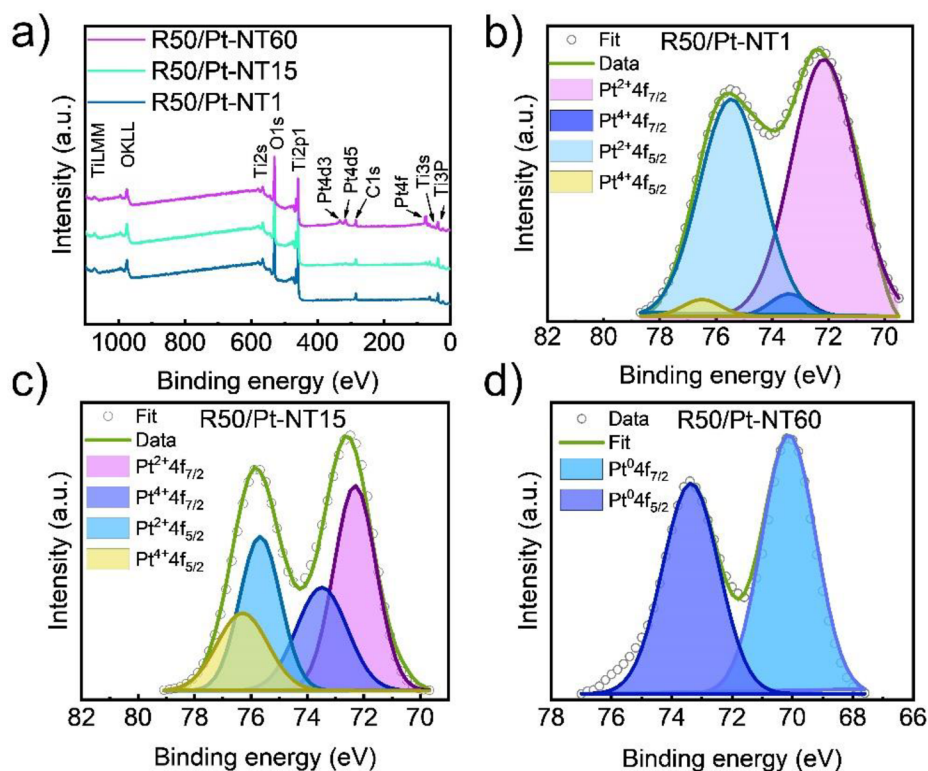 a)
R50/Pt-NT60
R50/Pt-NT15
R50/Pt-NT1
TiLMM
OKLL
Ti2s
O1s
Ti2p1
Pt4d3
Pt4d5
C1s
Pt4f
Ti3s
Ti3P
Intensity (a.u.)
1000 800 600 400 200 0
Binding energy (eV)
b)
R50/Pt-NT1
Fit
Data
Pt²⁺4f₇/₂
Pt⁴⁺4f₇/₂
Pt²⁺4f₅/₂
Pt⁴⁺4f₅/₂
Intensity (a.u.)
82 80 78 76 74 72 70
Binding energy (eV)
c)
R50/Pt-NT15
Fit
Data
Pt²⁺4f₇/₂
Pt⁴⁺4f₇/₂
Pt²⁺4f₅/₂
Pt⁴⁺4f₅/₂
Intensity (a.u.)
82 80 78 76 74 72 70
Binding energy (eV)
d)
R50/Pt-NT60
Data
Fit
Pt⁰4f₇/₂
Pt⁰4f₅/₂
Intensity (a.u.)
78 76 74 72 70 68 66
Binding energy (eV)